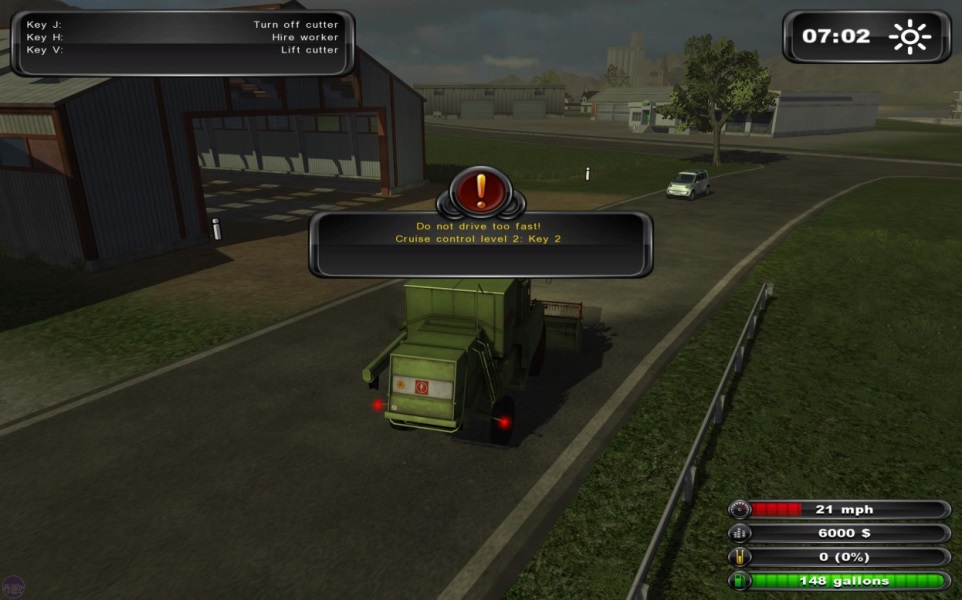 Key J: Turn off cutter
Key H: Hire worker
Key V: Lift cutter
07:02
Do not drive too fast!
Cruise control level 2: Key 2
21 mph
6000 $
0 (0%)
148 gallons